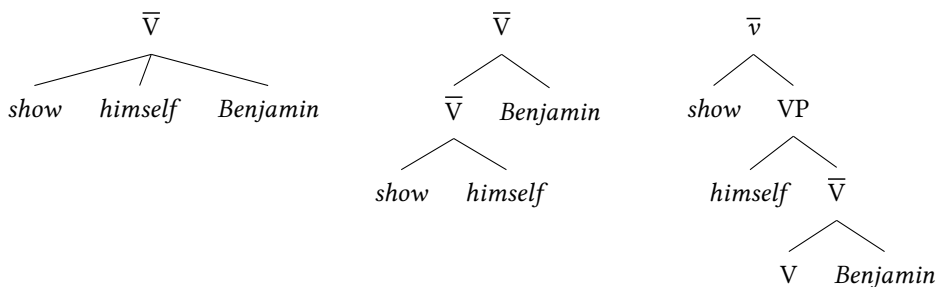 V̅ V̅ v̅
show himself Benjamin V̅ Benjamin show VP
show himself himself V̅
V Benjamin